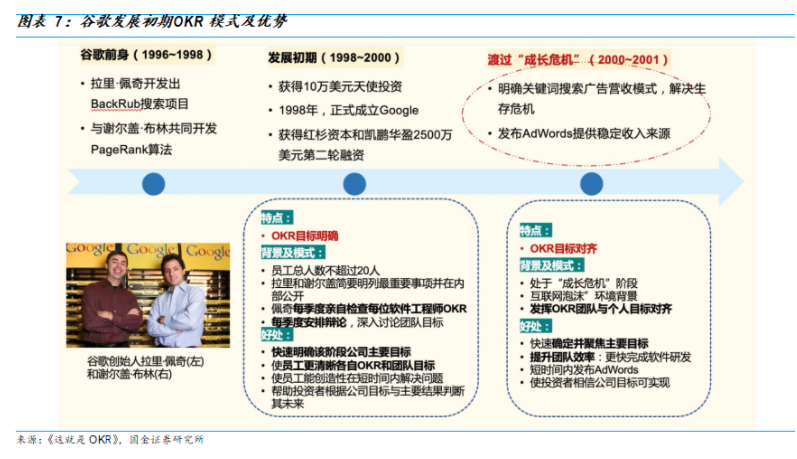 图表 7：谷歌发展初期OKR 模式及优势
谷歌前身（1996~1998）
• 拉里·佩奇开发出
BackRub搜索项目
• 与谢尔盖·布林共同开发
PageRank算法
发展初期（1998~2000）
• 获得10万美元天使投资
• 1998年，正式成立Google
• 获得红杉资本和凯鹏华盈2500万
美元第二轮融资
渡过“成长危机”（2000~2001）
• 明确关键词搜索广告营收模式，解决生
存危机
• 发布AdWords提供稳定收入来源
Google
Google
Google
谷歌创始人拉里·佩奇(左)
和谢尔盖·布林(右)
特点：
• OKR目标明确
背景及模式：
• 员工总人数不超过20人
• 拉里和谢尔盖简要明列最重要事项并在内
部公开
• 佩奇每季度亲自检查每位软件工程师OKR
• 每季度安排辩论，深入讨论团队目标
好处：
• 快速明确该阶段公司主要目标
• 使员工更清晰各自OKR和团队目标
• 使员工能创造性在短时间内解决问题
• 帮助投资者根据公司目标与主要结果判断
其未来
特点：
• OKR目标对齐
背景及模式：
• 处于“成长危机”阶段
• 互联网泡沫”环境背景
• 发挥OKR团队与个人目标对齐
好处：
• 快速确定并聚焦主要目标
• 提升团队效率：更快完成软件研发
• 短时间内发布AdWords
• 使投资者相信公司目标可实现
来源：《这就是 OKR》，国金证券研究所